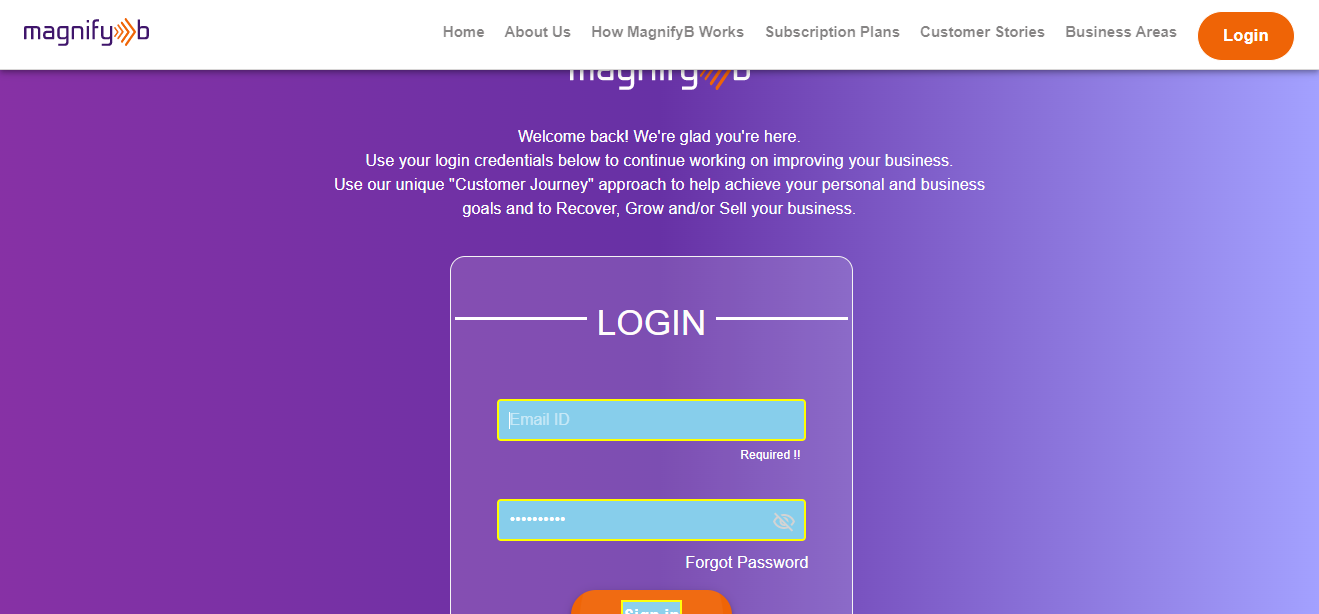 magnify b
Home About Us How MagnifyB Works Subscription Plans Customer Stories Business Areas Login
magnify b
Welcome back! We're glad you're here.
Use your login credentials below to continue working on improving your business.
Use our unique "Customer Journey" approach to help achieve your personal and business
goals and to Recover, Grow and/or Sell your business.
LOGIN
Email ID
Required !!
••••••••••
Forgot Password
Sign in